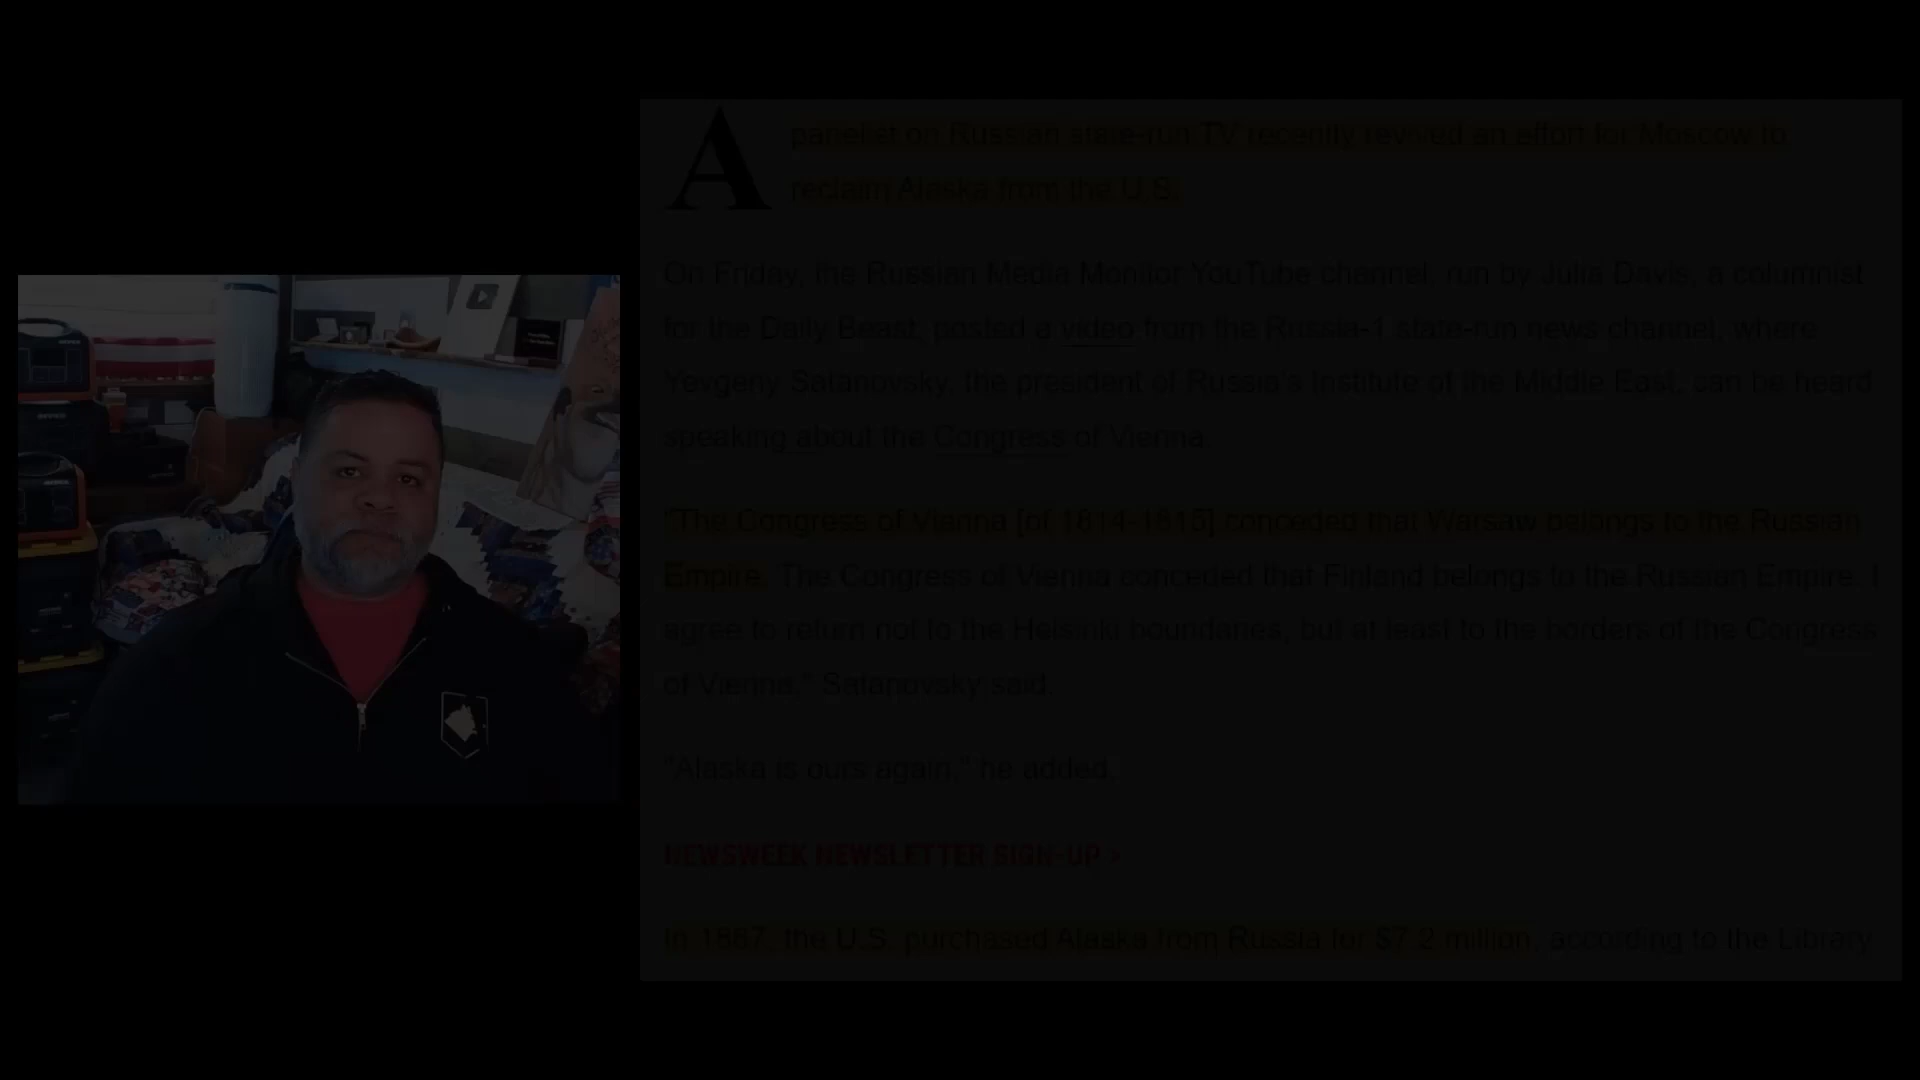 A panelist on Russian state-run TV recently revived an effort for Moscow to
reclaim Alaska from the U.S.
On Friday, the Russian Media Monitor YouTube channel, run by Julia Davis, a columnist
for the Daily Beast, posted a video from the Russia-1 state-run news channel, where
Yevgeny Satanovsky, the president of Russia's Institute of the Middle East, can be heard
speaking about the Congress of Vienna.
"The Congress of Vienna [of 1814-1815] conceded that Warsaw belongs to the Russian
Empire. The Congress of Vienna conceded that Finland belongs to the Russian Empire. I
agree to return not to the Helsinki boundaries, but at least to the borders of the Congress
of Vienna," Satanovsky said.
"Alaska is ours again," he added.
NEWSWEEK NEWSLETTER SIGN-UP >
In 1867, the U.S. purchased Alaska from Russia for $7.2 million, according to the Library